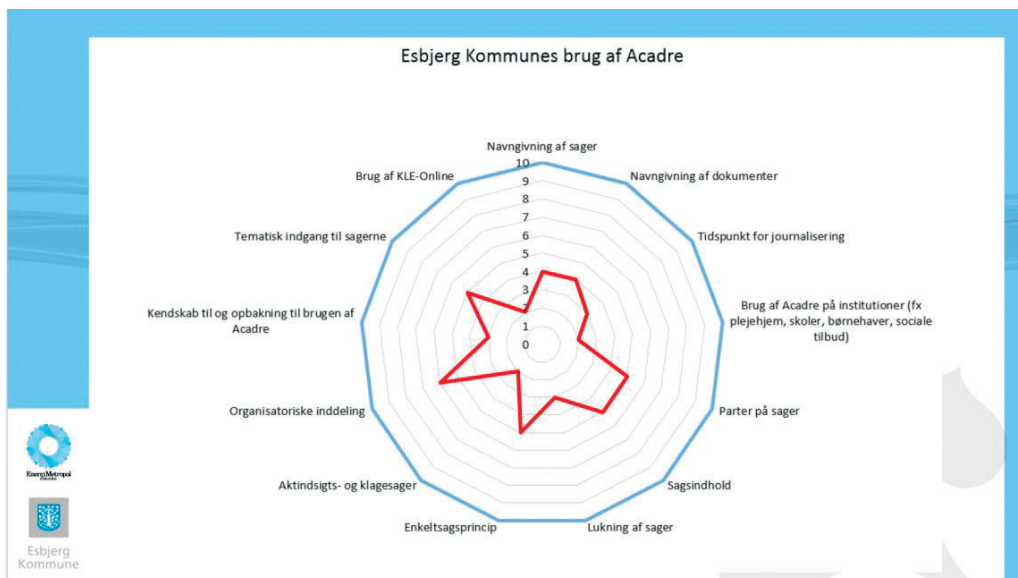 Esbjerg Kommunes brug af Acadre
Navngivning af sager
Navngivning af dokumenter
Tidspunkt for journalisering
Brug af Acadre på institutioner (fx
plejehjem, skoler, børnehaver, sociale
tilbud)
Parter på sager
Sagsindhold
Lukning af sager
Enkeltsagsprincip
Aktindsigts- og klagesager
Organisatoriske inddeling
Kendskab til og opbakning til brugen af
Acadre
Tematisk indgang til sagerne
Brug af KLE-Online
10
9
8
7
6
5
4
3
2
1
0
EnergiMetropol
Esbjerg
Kommune